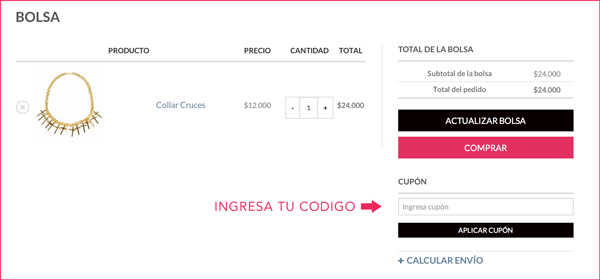 BOLSA
PRODUCTO PRECIO CANTIDAD TOTAL
Collar Cruces $12.000 - 1 + $24.000
TOTAL DE LA BOLSA
Subtotal de la bolsa $24.000
Total del pedido $24.000
ACTUALIZAR BOLSA
COMPRAR
CUPÓN
INGRESA TU CODIGO
Ingresa cupón
APLICAR CUPÓN
+ CALCULAR ENVÍO